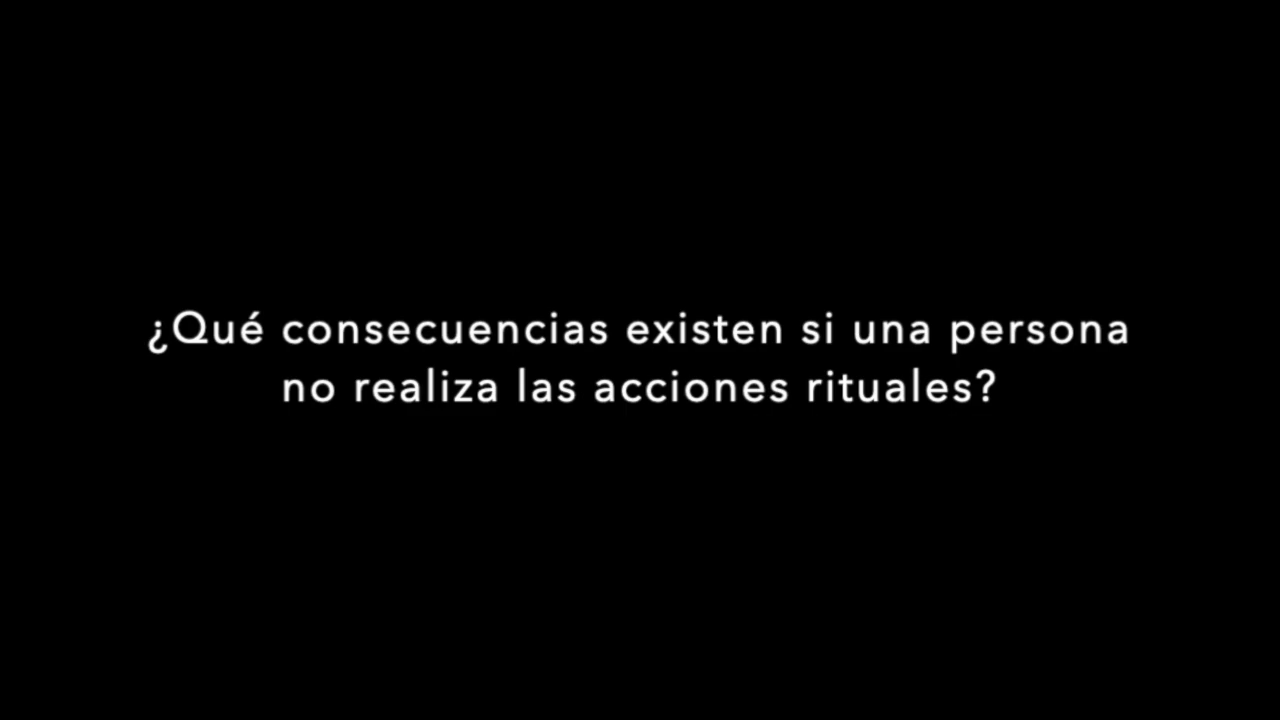 ¿Qué consecuencias existen si una persona
no realiza las acciones rituales?